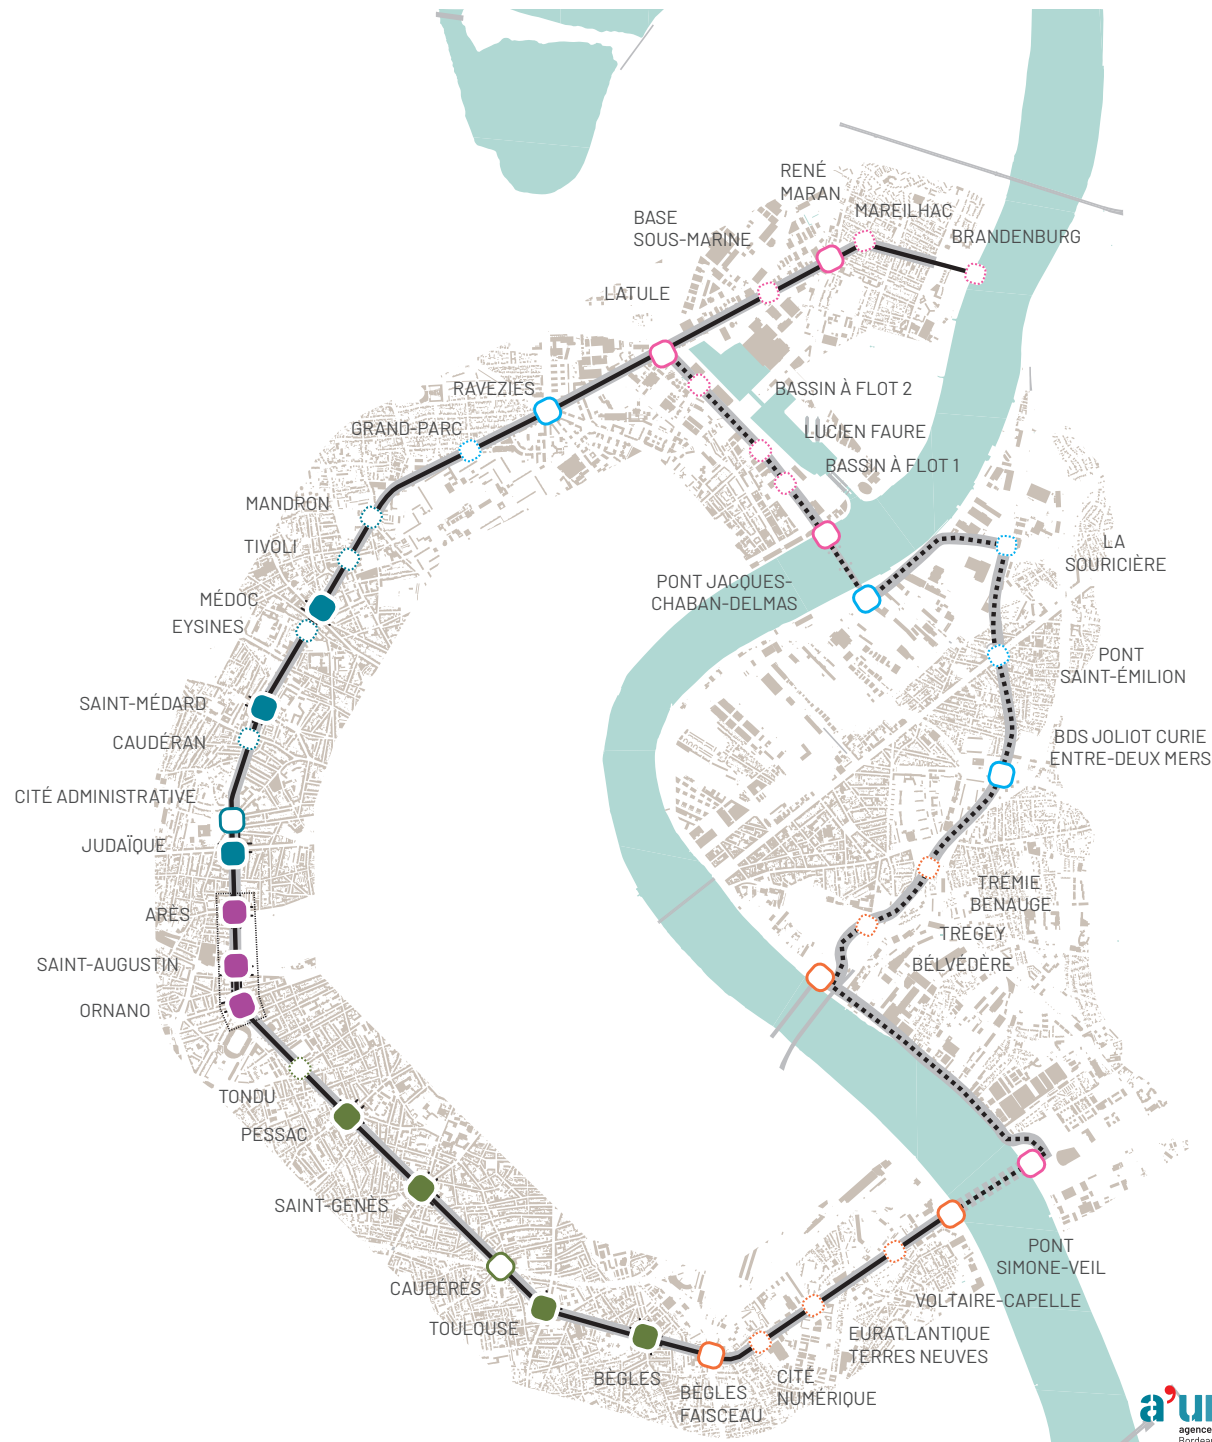 RENÉ
MARAN
MAREILHAC
BASE
SOUS-MARINE
BRANDENBURG
LATULE
RAVEZIES
BASSIN À FLOT 2
GRAND-PARC
LUCIEN FAURE
BASSIN À FLOT 1
MANDRON
TIVOLI
LA
SOURICIÈRE
MÉDOC
PONT JACQUES-
CHABAN-DELMAS
EYSINES
PONT
SAINT-ÉMILION
SAINT-MÉDARD
CAUDÉRAN
BDS JOLIOT CURIE
ENTRE-DEUX MERS
CITÉ ADMINISTRATIVE
JUDAÏQUE
TRÉMIE
BENAUGE
ARÈS
TREGEY
SAINT-AUGUSTIN
BELVÉDÈRE
ORNANO
TONDU
PESSAC
SAINT-GENÈS
PONT
SIMONE-VEIL
CAUDÉRÈS
VOLTAIRE-CAPELLE
TOULOUSE
EURATLANTIQUE
TERRES NEUVES
BÈGLES
BÈGLES
FAISCEAU
CITÉ
NUMÉRIQUE
a'u
agence